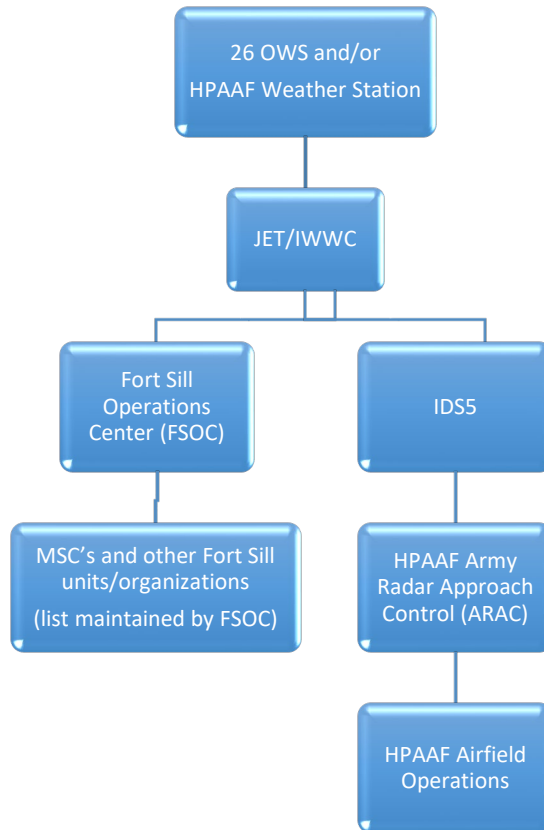 26 OWS and/or
HPAAF Weather Station
JET/IWWC
Fort Sill
Operations
Center (FSOC)
IDS5
MSC’s and other Fort Sill
units/organizations
(list maintained by FSOC)
HPAAF Army
Radar Approach
Control (ARAC)
HPAAF Airfield
Operations